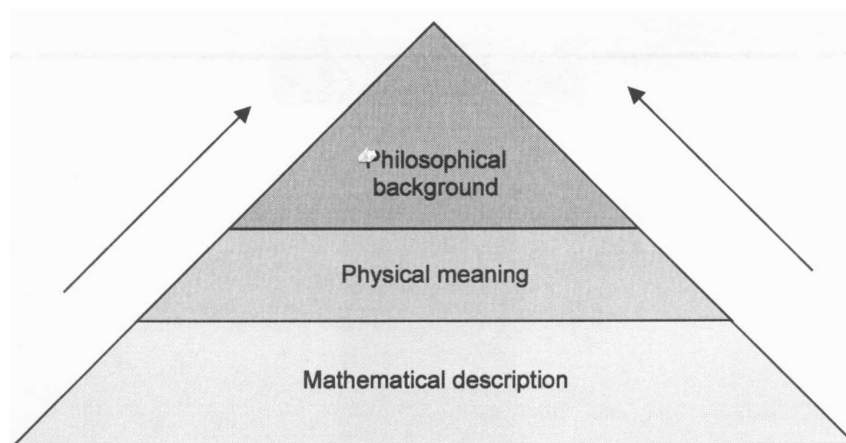 Philosophical
background
Physical meaning
Mathematical description